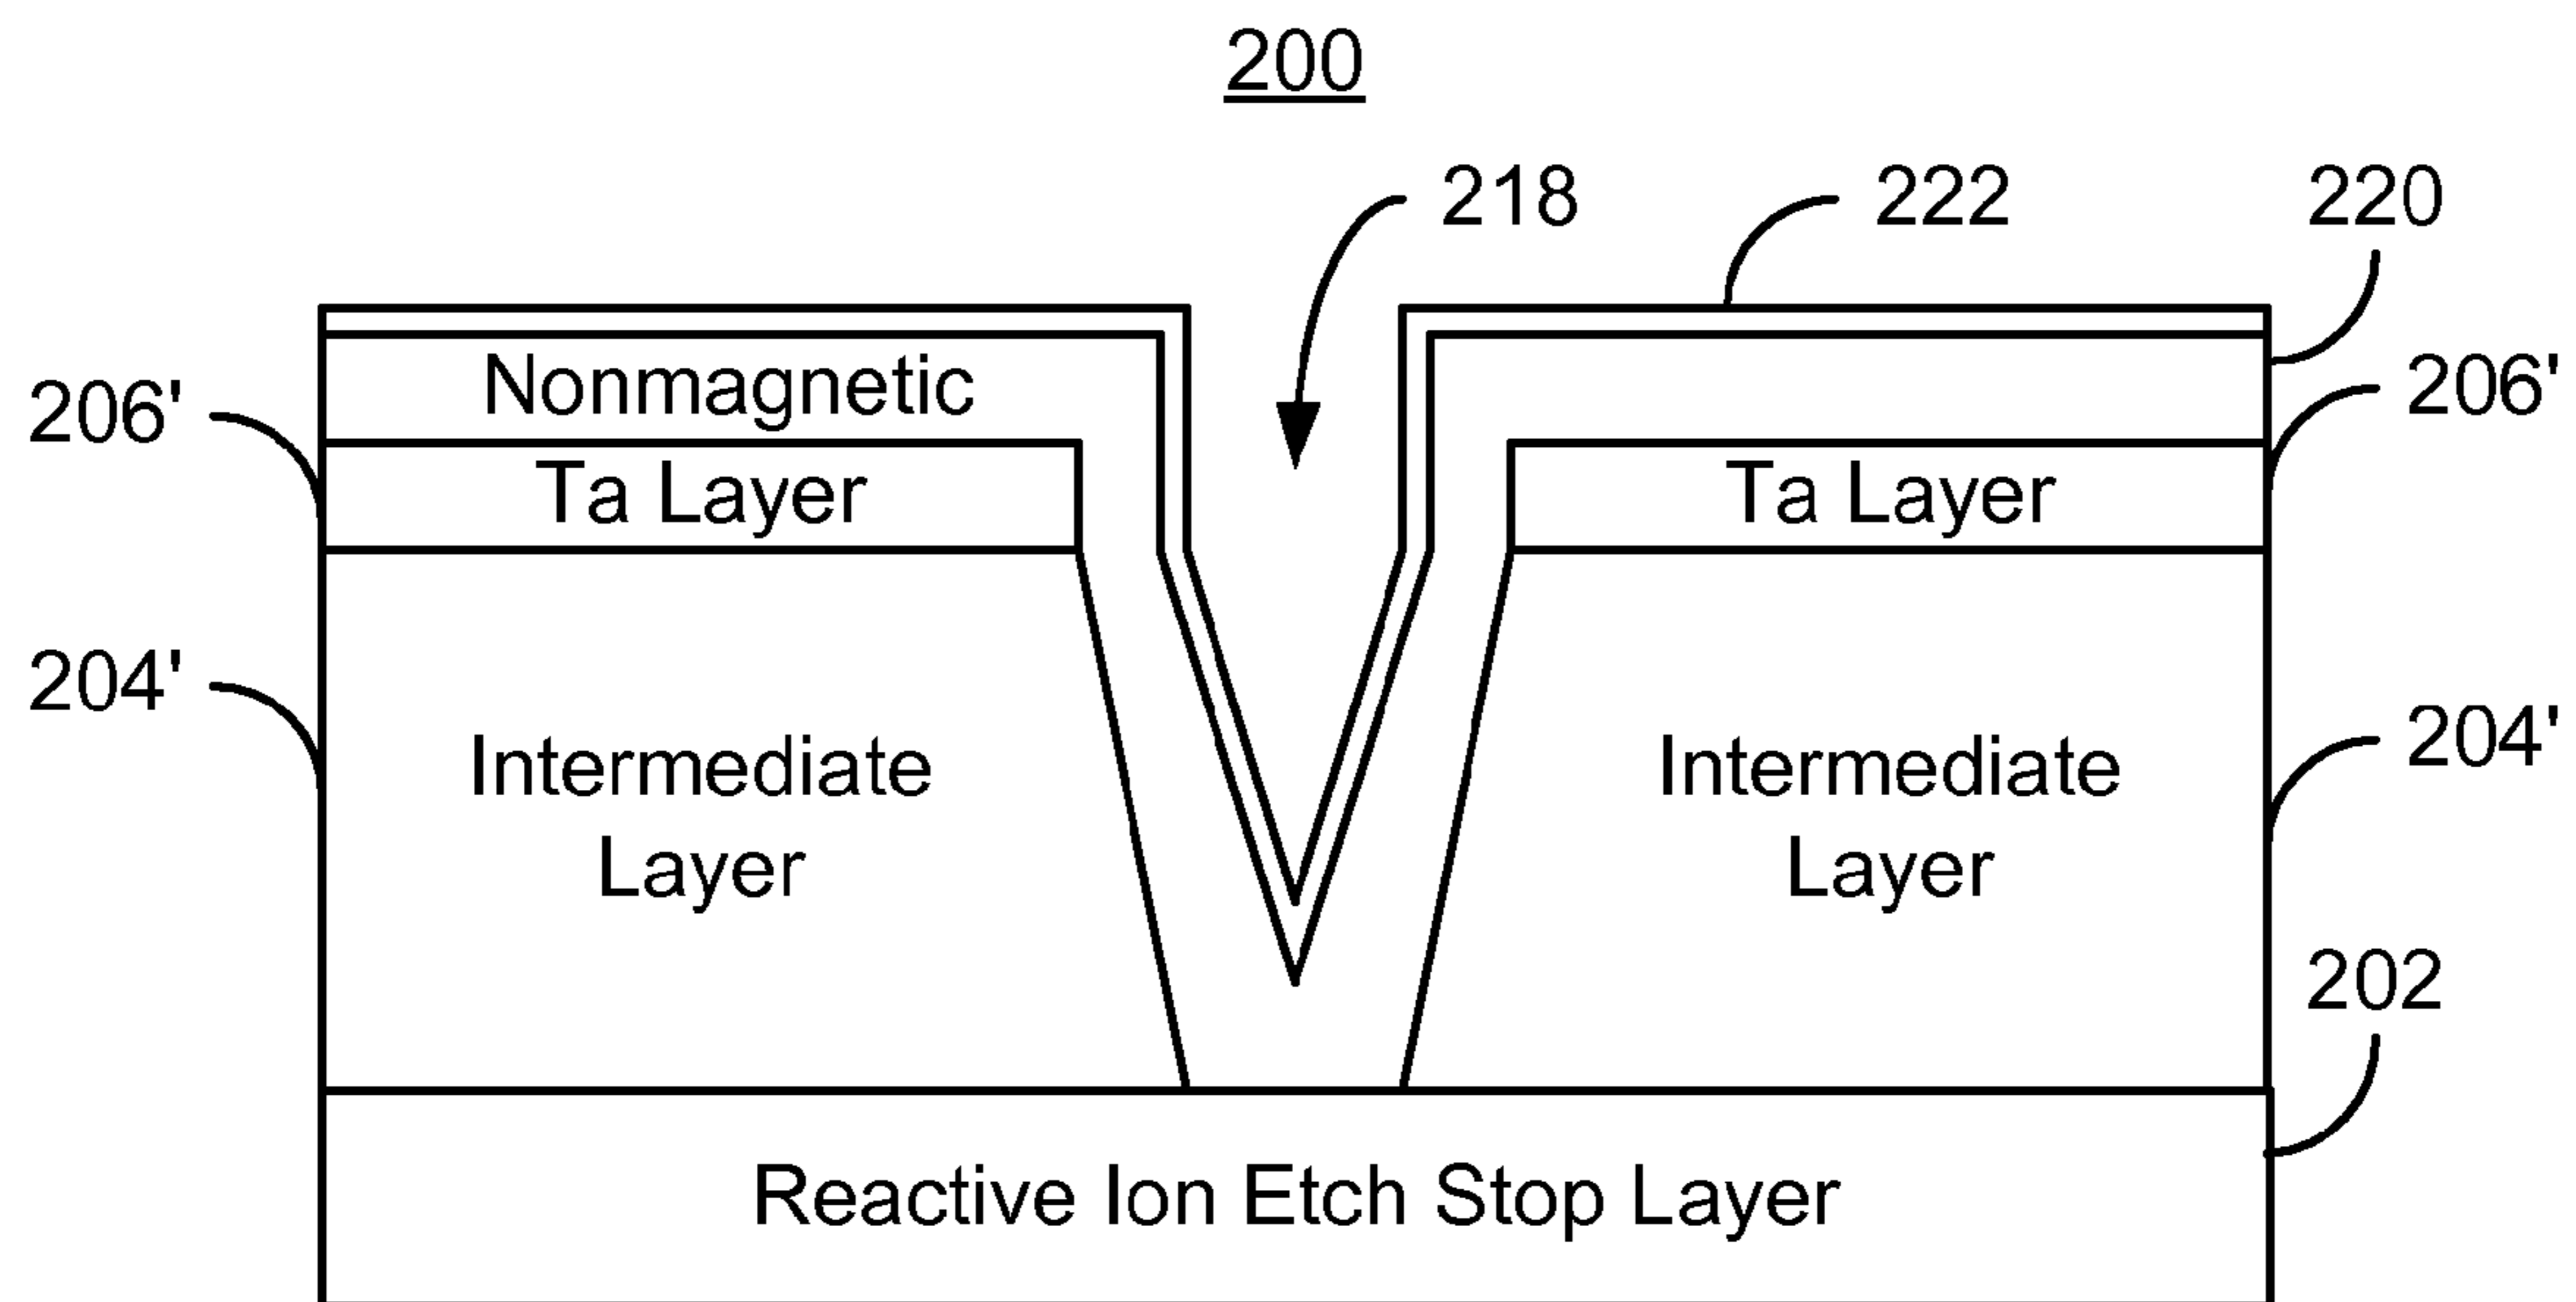 200
218
222
220
Nonmagnetic
206'
206'
Ta Layer
Ta Layer
204'
204'
Intermediate
Layer
Intermediate
Layer
202
Reactive Ion Etch Stop Layer